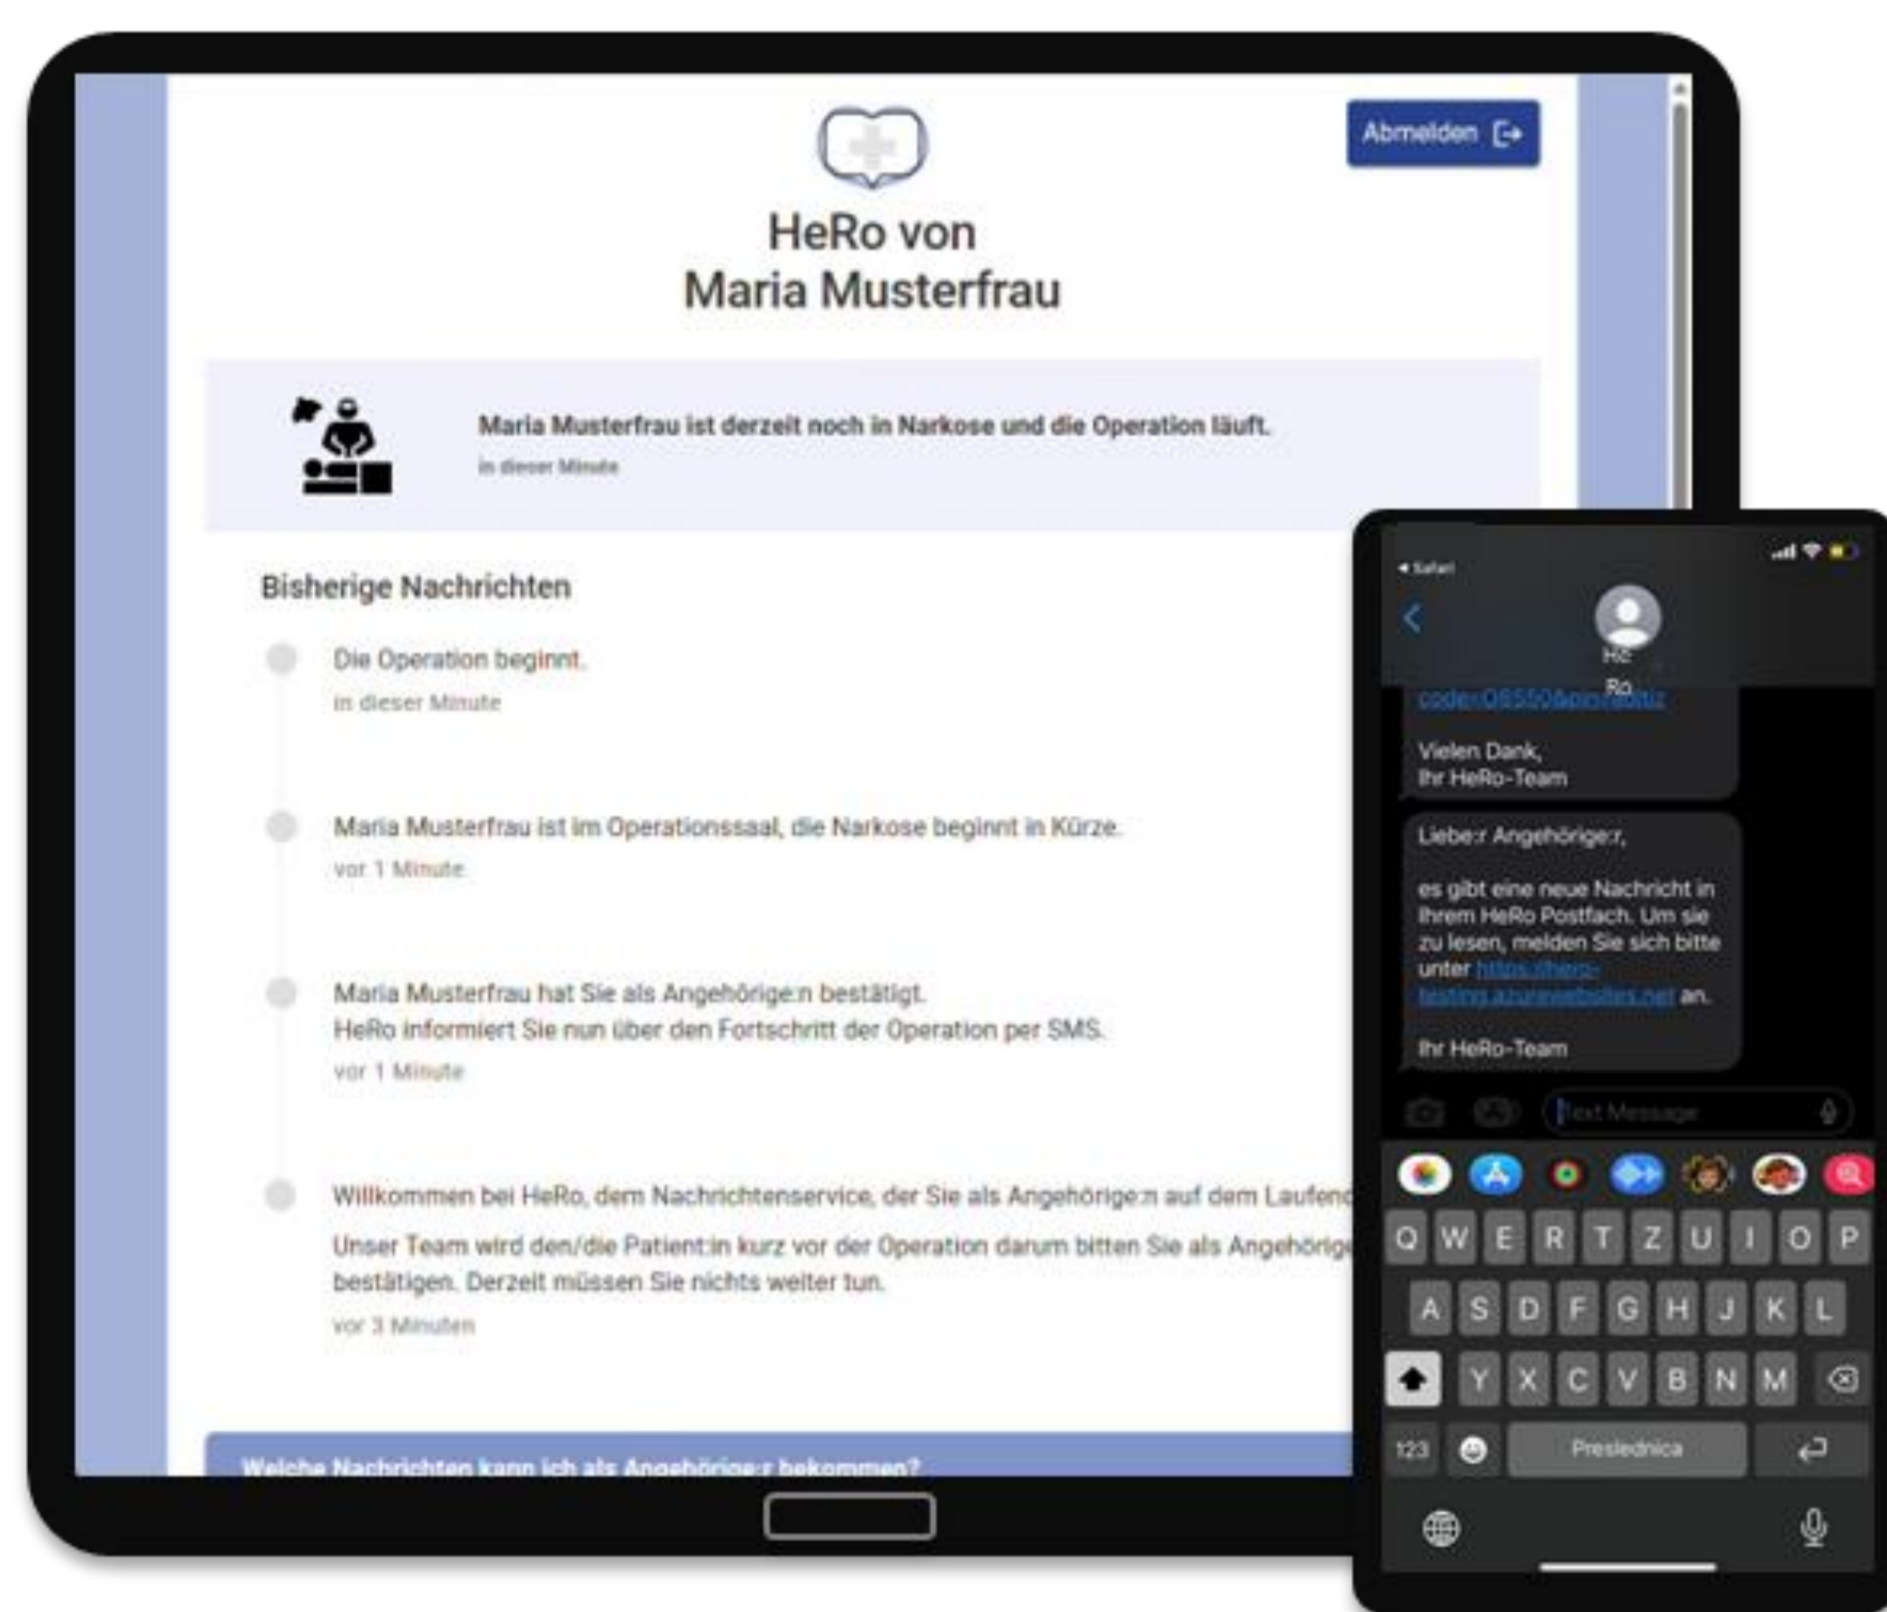 Abmelden
HeRo von
Maria Musterfrau
Maria Musterfrau ist derzeit noch in Narkose und die Operation läuft.
in dieser Minute
Bisherige Nachrichten
Die Operation beginnt.
in dieser Minute
Maria Musterfrau ist im Operationssaal, die Narkose beginnt in Kürze.
vor 1 Minute
Maria Musterfrau hat Sie als Angehörige:n bestätigt.
HeRo informiert Sie nun über den Fortschritt der Operation per SMS.
vor 1 Minute
Willkommen bei HeRo, dem Nachrichtenservice, der Sie als Angehörige:n auf dem Laufend
Unser Team wird den/die Patient:in kurz vor der Operation darum bitten Sie als Angehörige
bestätigen. Derzeit müssen Sie nichts weiter tun.
vor 3 Minuten
Welche Nachrichten kann ich als Angehörige:r bekommen?
Safari
He
Ro
Vielen Dank,
Ihr HeRo-Team
Liebe:r Angehörige:r,
es gibt eine neue Nachricht in
Ihrem HeRo Postfach. Um sie
zu lesen, melden Sie sich bitte
unter https://hero-
testing.azurewebsites.net an.
Ihr HeRo-Team
Text Message
Q W E R T Z U I O P
A S D F G H J K L
Y X C V B N M
123 Preslednica